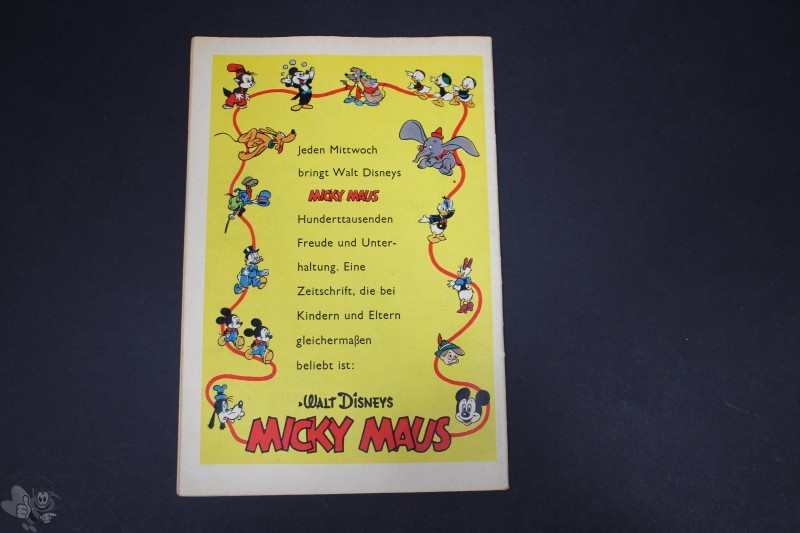 Jeden Mittwoch
bringt Walt Disneys
MICKY MAUS
Hunderttausenden
Freude und Unter-
haltung. Eine
Zeitschrift, die bei
Kindern und Eltern
gleichermaßen
beliebt ist:
WALT DISNEYS
MICKY MAUS